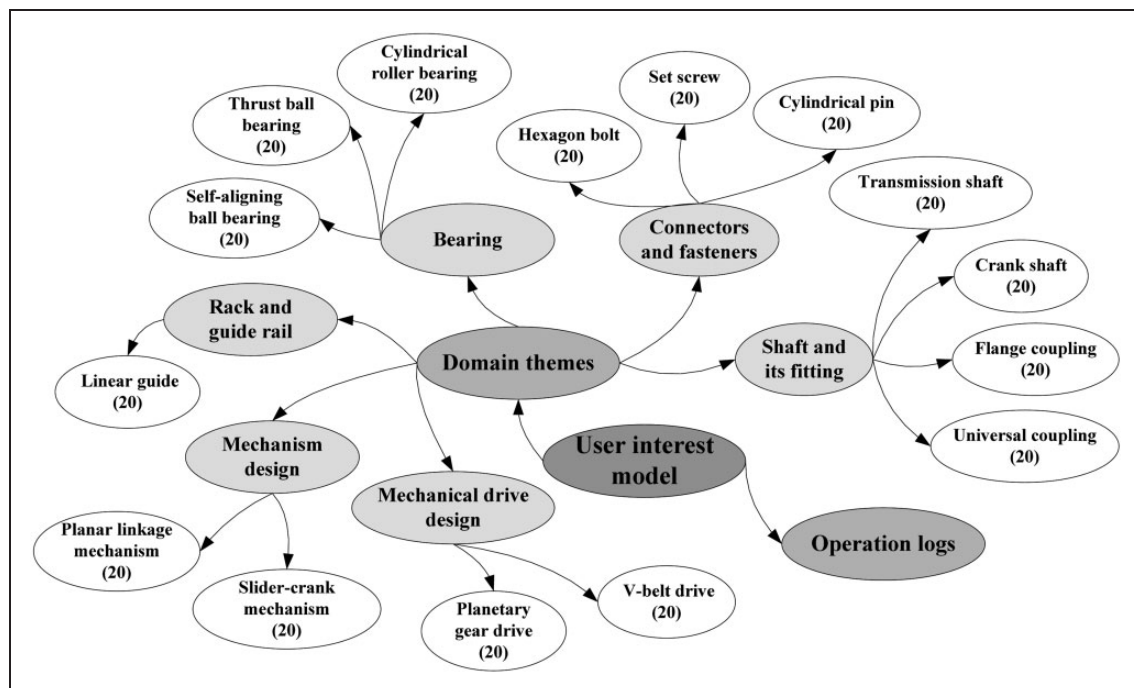 Cylindrical
roller bearing
(20)
Thrust ball
bearing
(20)
Self-aligning
ball bearing
(20)
Bearing
Set screw
(20)
Hexagon bolt
(20)
Cylindrical pin
(20)
Connectors
and fasteners
Transmission shaft
(20)
Crank shaft
(20)
Flange coupling
(20)
Universal coupling
(20)
Shaft and
its fitting
Rack and
guide rail
Linear guide
(20)
Domain themes
Mechanism
design
Planar linkage
mechanism
(20)
Slider-crank
mechanism
(20)
Mechanical drive
design
Planetary
gear drive
(20)
V-belt drive
(20)
User interest
model
Operation logs